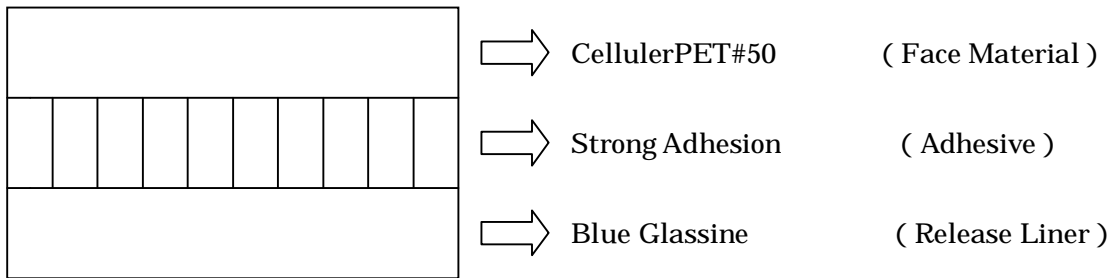 CellulerPET#50 ( Face Material )
Strong Adhesion ( Adhesive )
Blue Glassine ( Release Liner )